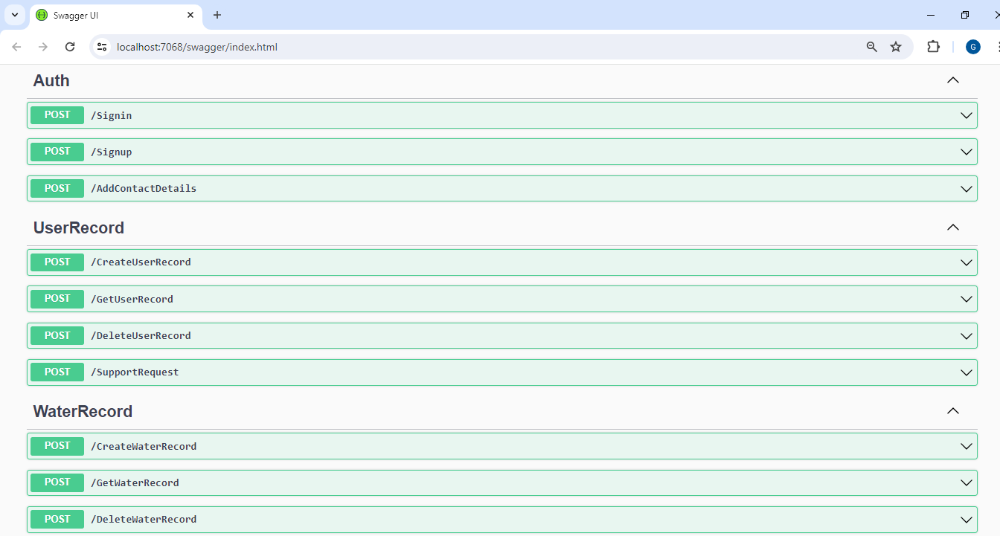 Swagger UI
localhost:7068/swagger/index.html
G
Auth
POST /Signin
POST /Signup
POST /AddContactDetails
UserRecord
POST /CreateUserRecord
POST /GetUserRecord
POST /DeleteUserRecord
POST /SupportRequest
WaterRecord
POST /CreateWaterRecord
POST /GetWaterRecord
POST /DeleteWaterRecord